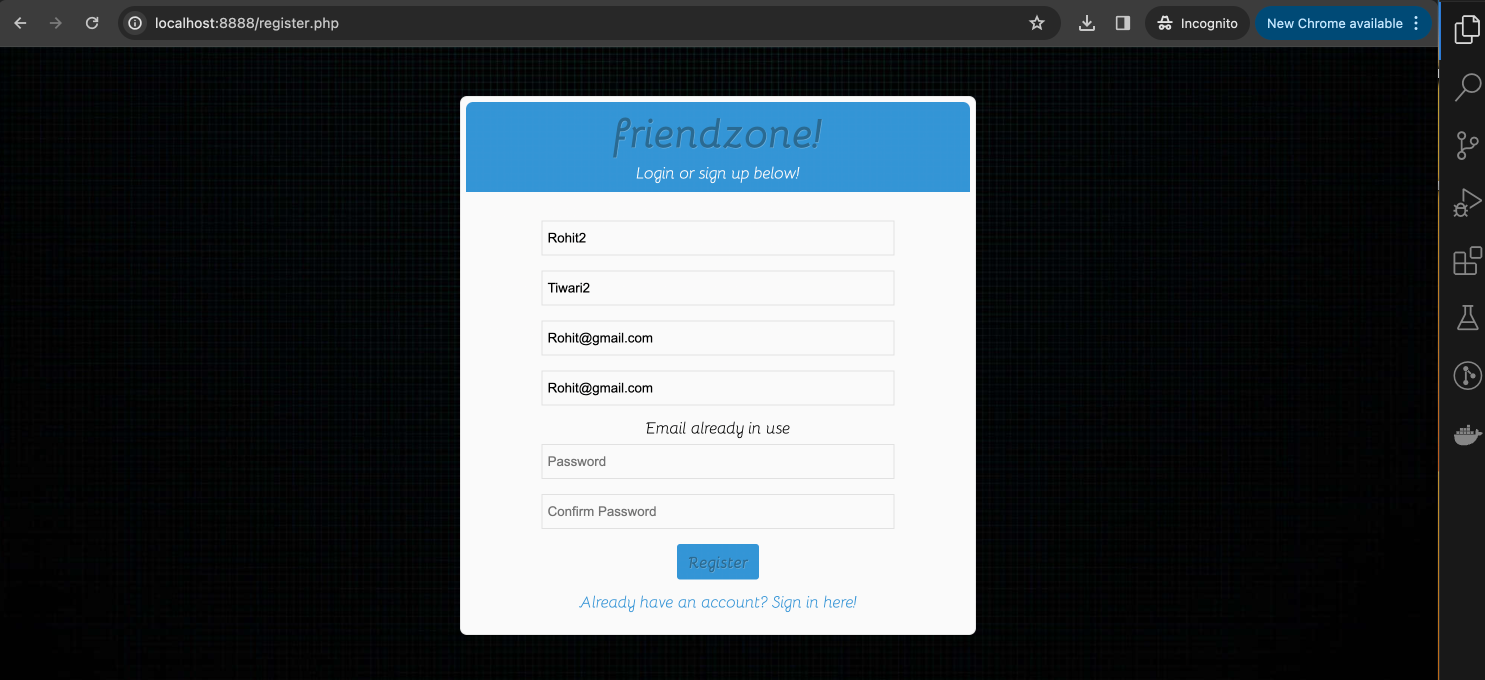 localhost:8888/register.php
Incognito
New Chrome available
friendzone!
Login or sign up below!
Rohit2
Tiwari2
Rohit@gmail.com
Rohit@gmail.com
Email already in use
Password
Confirm Password
Register
Already have an account? Sign in here!